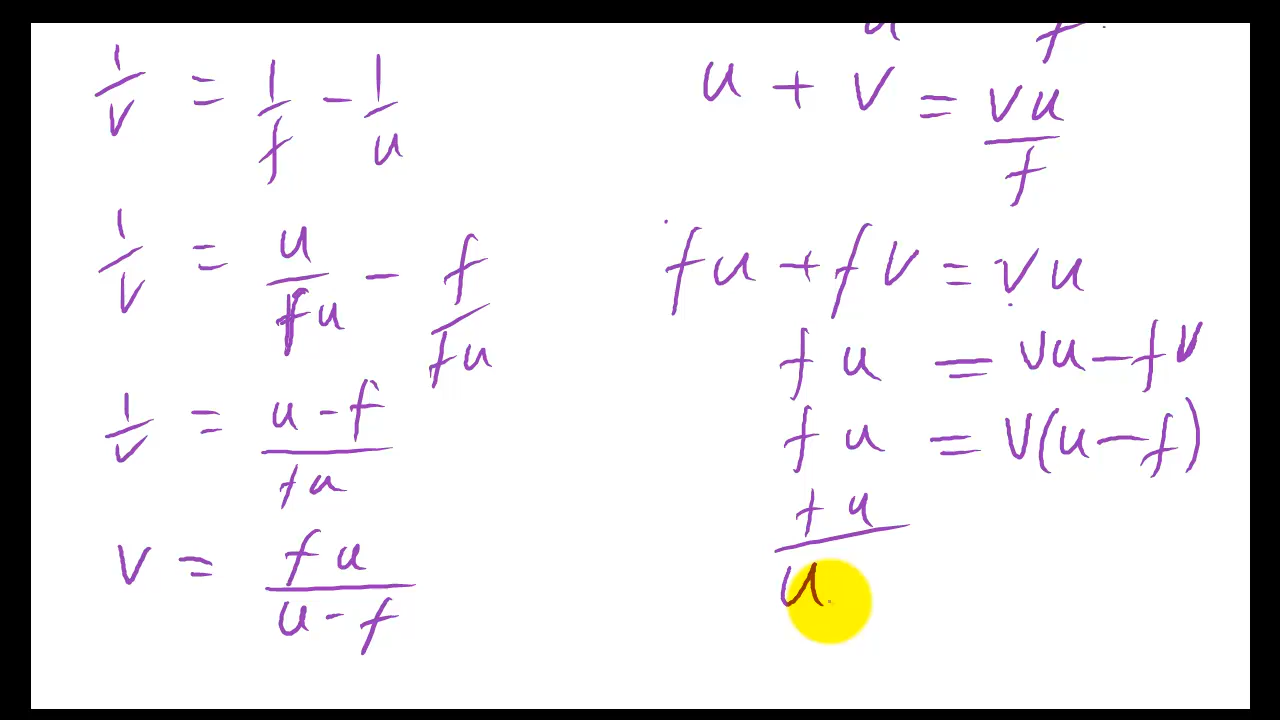 1/v = 1/f - 1/u
1/v = u/fu - f/fu
1/v = u-f/fu
v = fu/u-f
u + v = vu/f
fu + fv = vu
fu = vu - fv
fu = v(u-f)
fu/u